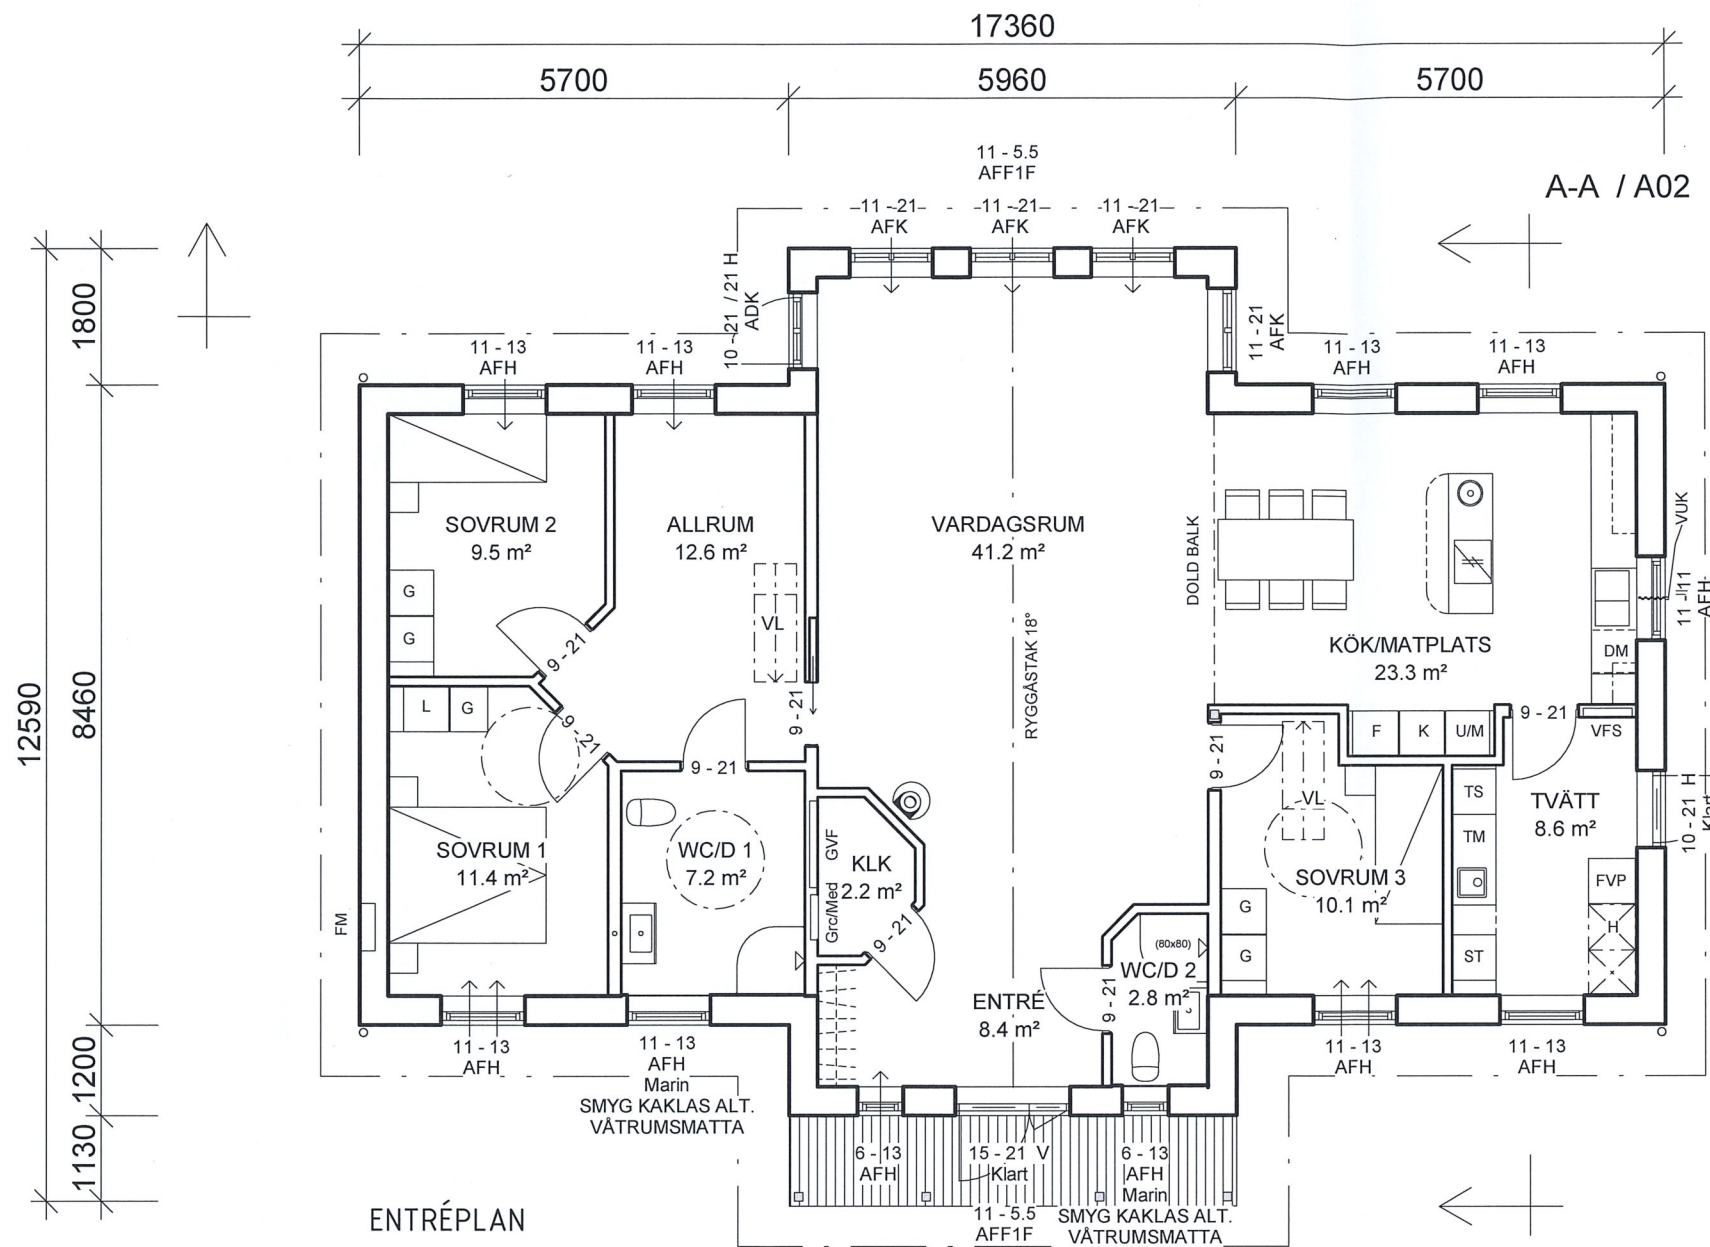 17360
5700
5960
5700
11 - 5.5
AFF1F
A-A / A02
11 - 21
AFK
11 - 21
AFK
11 - 21
AFK
10 - 21 / 21 H
ADK
11 - 21
AFK
1800
11 - 13
AFH
11 - 13
AFH
11 - 13
AFH
11 - 13
AFH
12590
8460
SOVRUM 2
9.5 m²
ALLRUM
12.6 m²
VARDAGSRUM
41.2 m²
DOLD BALK
VUK
11 - 11
AFH
G
G
VL
RYGGÅSTAK 18°
KÖK/MATPLATS
23.3 m²
DM
9 - 21
L
G
9 - 21
9 - 21
9 - 21
9 - 21
F
K
U/M
9 - 21
VFS
TS
TM
TVÄTT
8.6 m²
10 - 21 H
Klart
VL
SOVRUM 1
11.4 m²
WC/D 1
7.2 m²
GVF
Grc/Med
KLK
2.2 m²
9 - 21
SOVRUM 3
10.1 m²
G
G
FVP
H
ST
FM
(80x80)
WC/D 2
2.8 m²
9 - 21
ENTRÉ
8.4 m²
1200
1130
11 - 13
AFH
11 - 13
AFH
Marin
SMYG KAKLAS ALT.
VÅTRUMSMATTA
11 - 13
AFH
11 - 13
AFH
6 - 13
AFH
15 - 21 V
Klart
6 - 13
AFH
Marin
SMYG KAKLAS ALT.
VÅTRUMSMATTA
11 - 5.5
AFF1F
ENTRÉPLAN